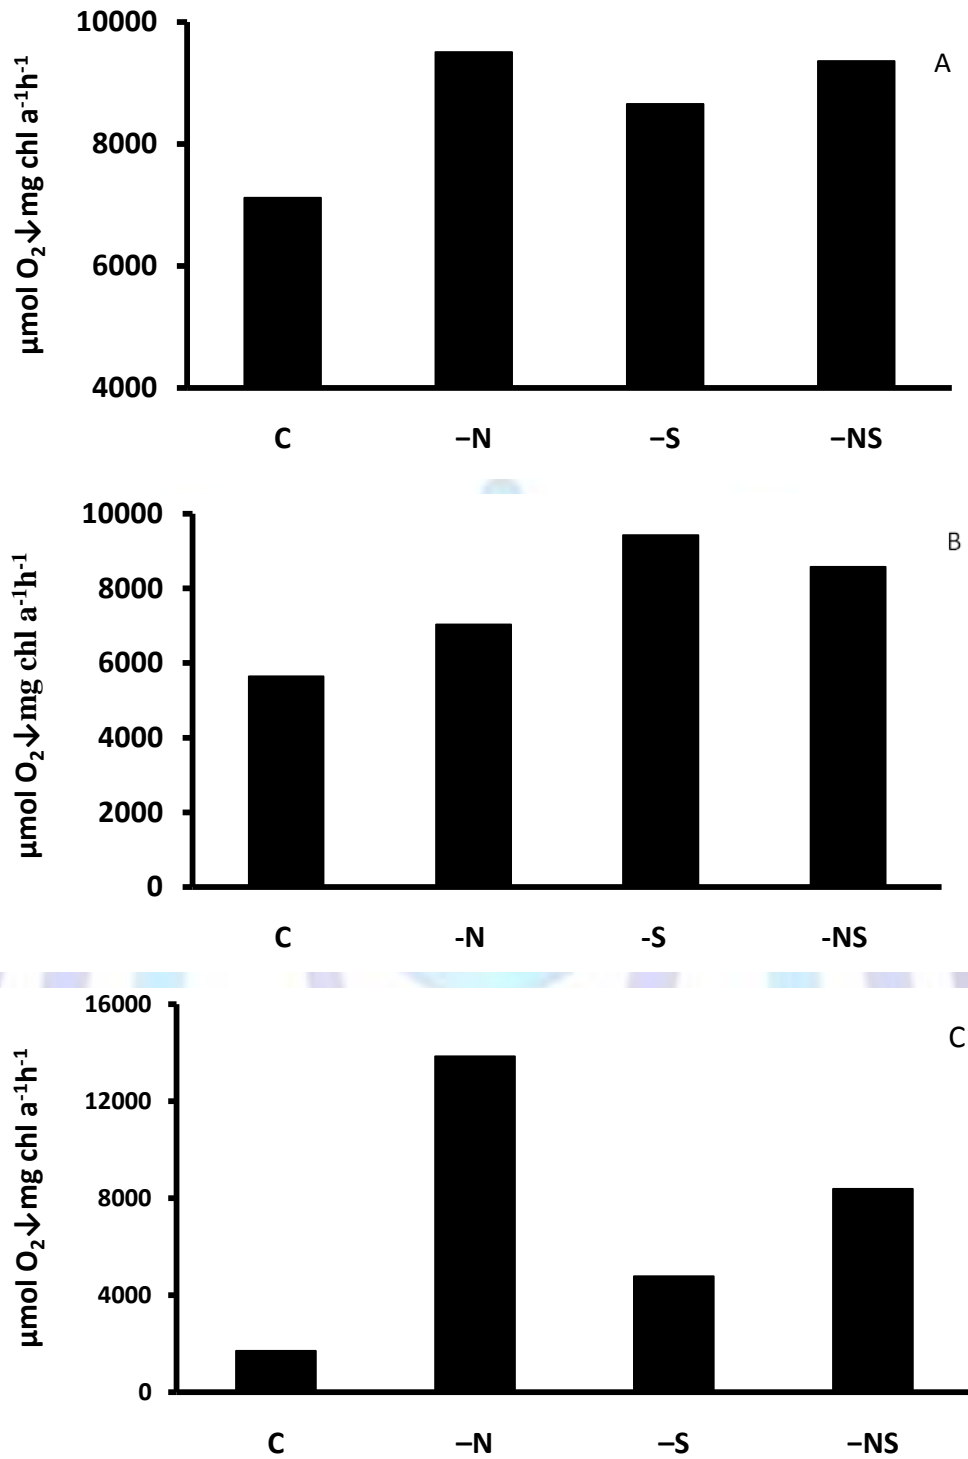 10000
A
8000
6000
4000
µmol O₂↓mg chl a⁻¹h⁻¹
C –N –S –NS
10000
B
8000
6000
4000
2000
0
µmol O₂↓mg chl a⁻¹h⁻¹
C -N -S -NS
16000
C
12000
8000
4000
0
µmol O₂↓mg chl a⁻¹h⁻¹
C –N –S –NS